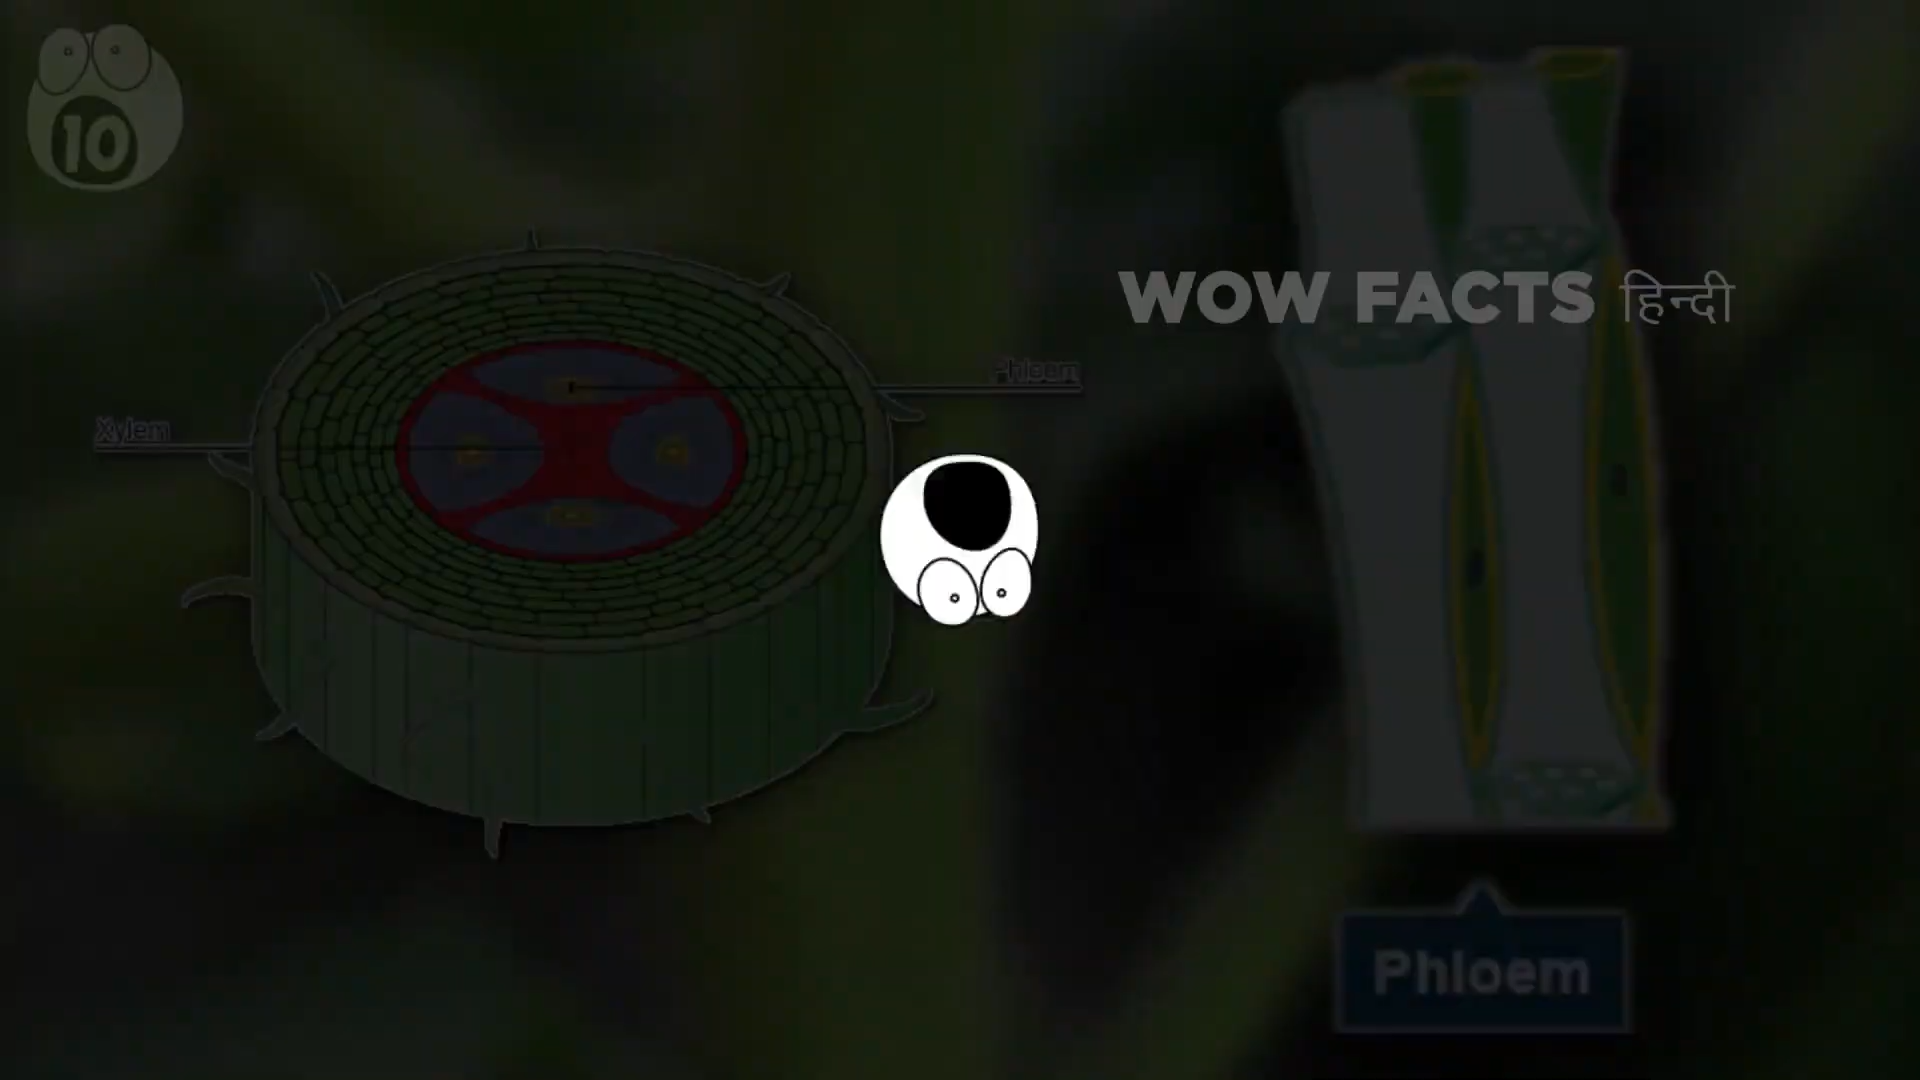 10
WOW FACTS हिन्दी
Phloem
Xylem
Phloem